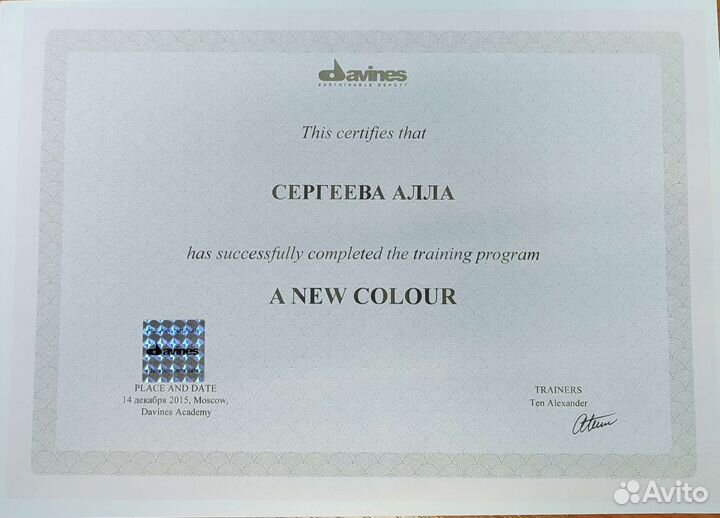 davines
SUSTAINABLE BEAUTY
This certifies that
СЕРГЕЕВА АЛЛА
has successfully completed the training program
A NEW COLOUR
davines
PLACE AND DATE
14 декабря 2015, Moscow,
Davines Academy
TRAINERS
Ten Alexander
Avito